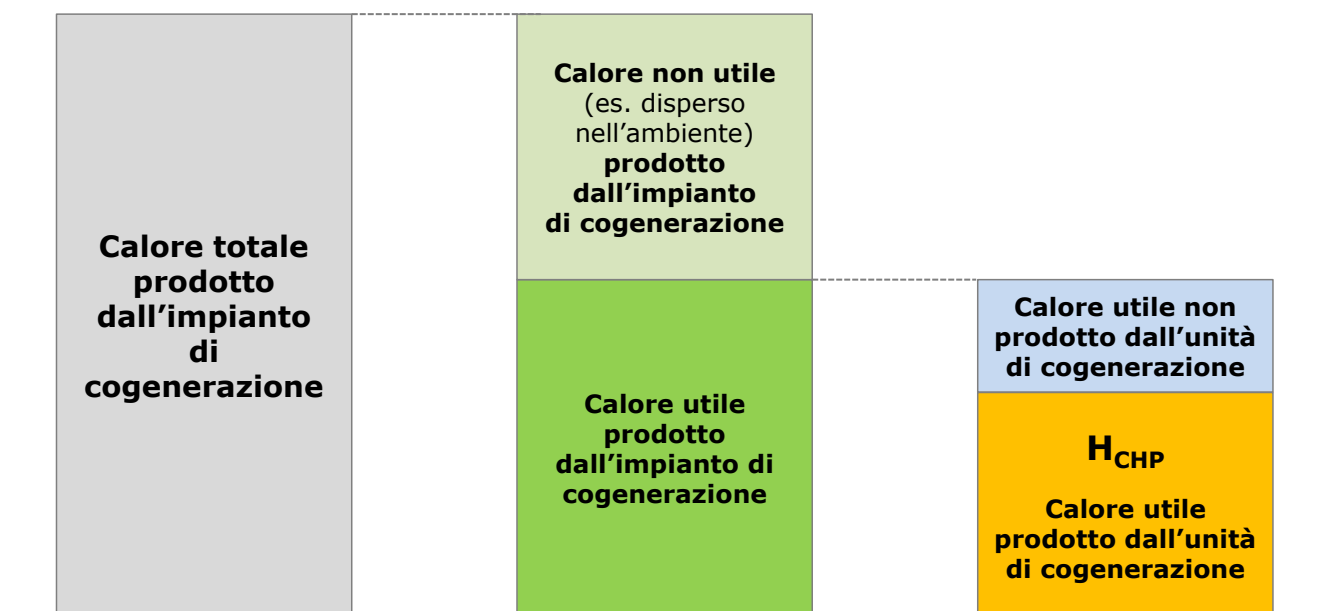 Calore totale
prodotto
dall’impianto
di
cogenerazione
Calore non utile
(es. disperso
nell’ambiente)
prodotto
dall’impianto
di cogenerazione
Calore utile
prodotto
dall’impianto di
cogenerazione
Calore utile non
prodotto dall’unità
di cogenerazione
HCHP
Calore utile
prodotto dall’unità
di cogenerazione